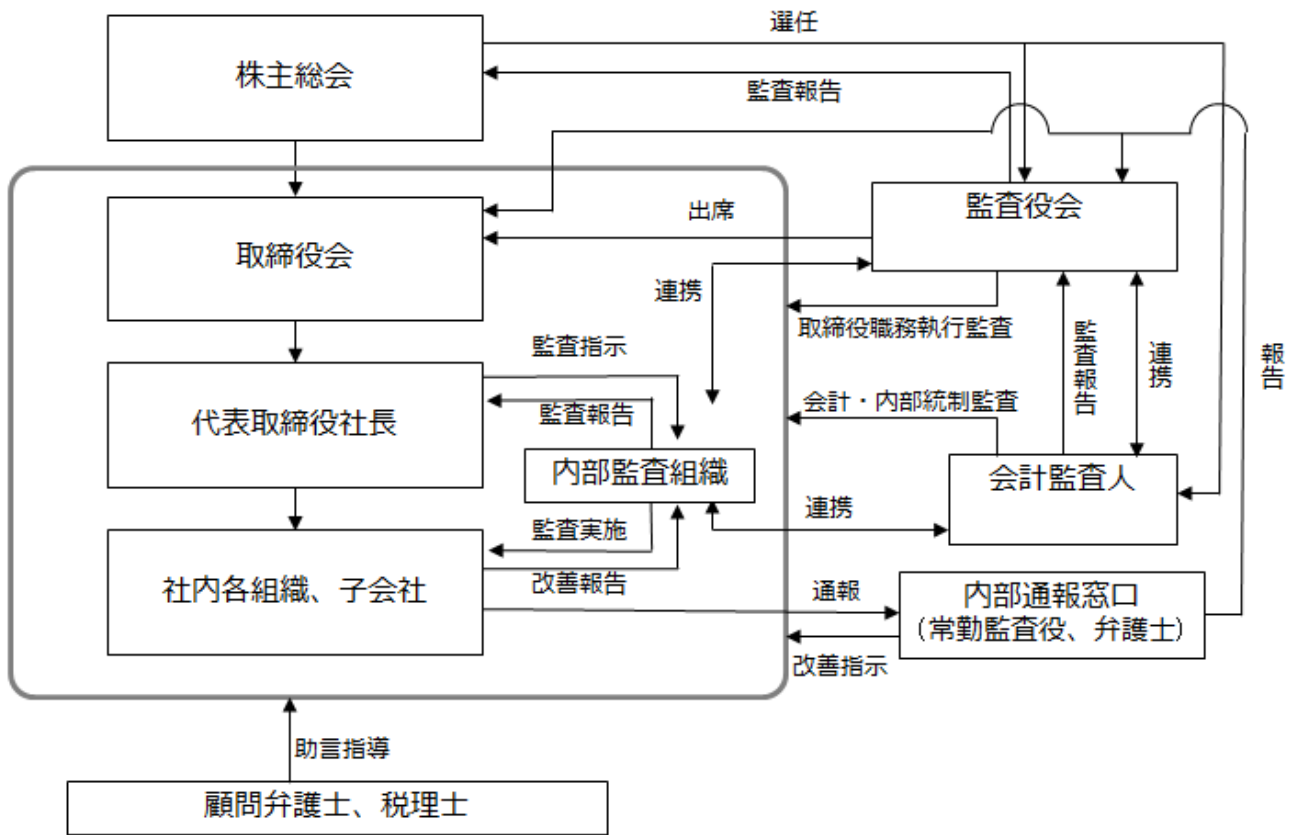 選任
株主総会
監査報告
監査役会
出席
取締役会
連携
取締役職務執行監査
監査報告
連携
報告
監査指示
会計・内部統制監査
代表取締役社長
監査報告
内部監査組織
会計監査人
連携
監査実施
社内各組織、子会社
改善報告
通報
内部通報窓口
(常勤監査役、弁護士)
改善指示
助言指導
顧問弁護士、税理士